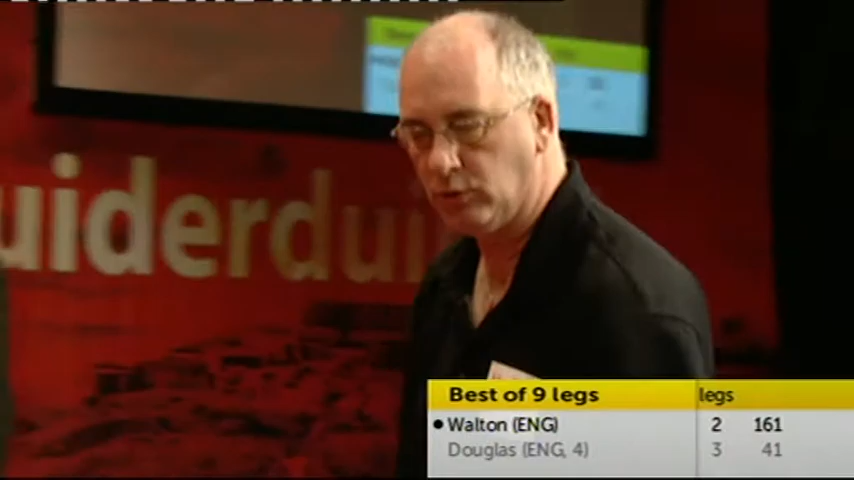 uiderdui
Best of 9 legs legs
Walton (ENG) 2 161
Douglas (ENG, 4) 3 41